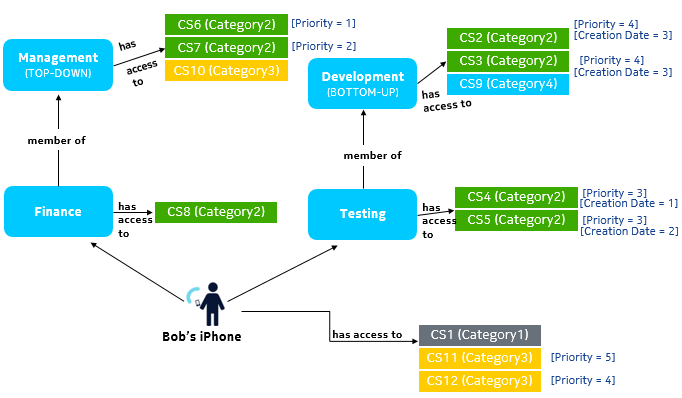 CS6 (Category2) [Priority = 1]
CS7 (Category2) [Priority = 2]
CS10 (Category3)
Management
(TOP-DOWN)
has
access
to
CS2 (Category2) [Priority = 4]
[Creation Date = 3]
CS3 (Category2) [Priority = 4]
[Creation Date = 3]
CS9 (Category4)
Development
(BOTTOM-UP)
has
access to
member of
member of
Finance
has
access
to
CS8 (Category2)
Testing
has
access
to
CS4 (Category2) [Priority = 3]
[Creation Date = 1]
CS5 (Category2) [Priority = 3]
[Creation Date = 2]
Bob's iPhone
has access to
CS1 (Category1)
CS11 (Category3) [Priority = 5]
CS12 (Category3) [Priority = 4]